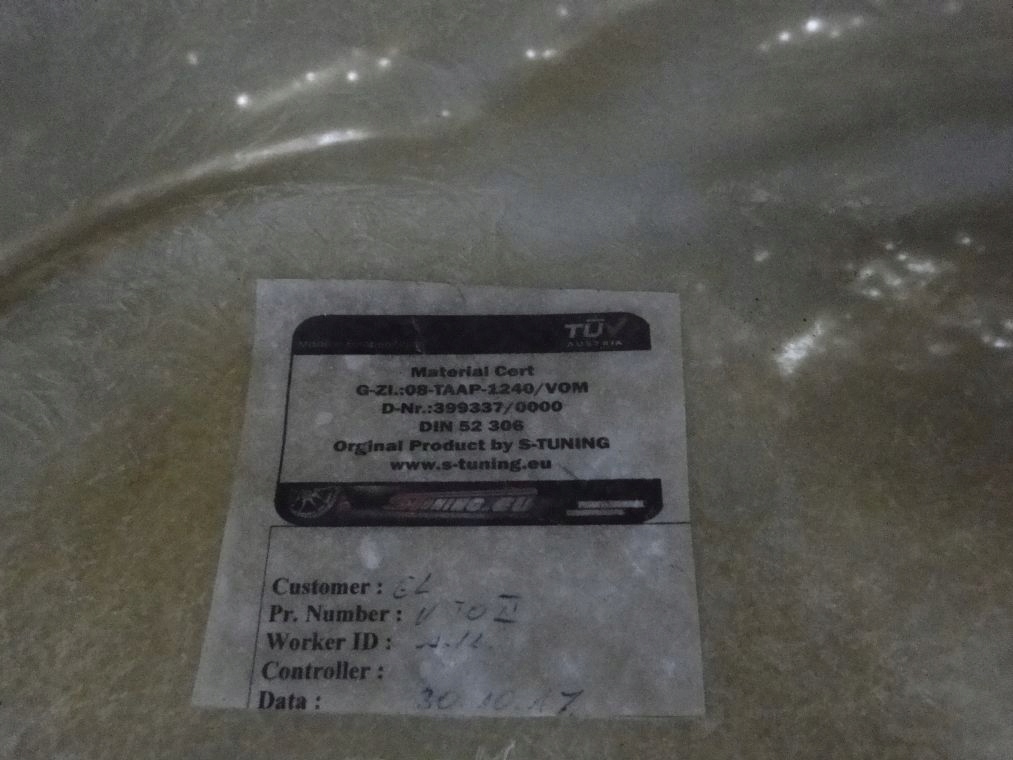 TÜV
AUSTRIA
Material Cert
G-Zl.:08-TAAP-1240/VOM
D-Nr.:399337/0000
DIN 52 306
Orginal Product by S-TUNING
www.s-tuning.eu
Customer : EL
Pr. Number :
Worker ID :
Controller :
Data : 30.10.17